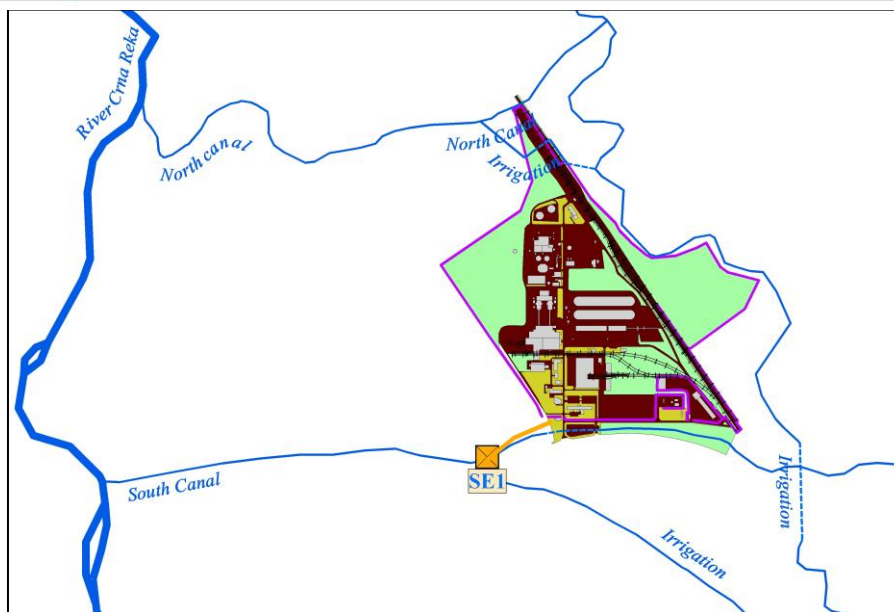 River Crna Reka
North canal
North Canal
Irrigation
South Canal
SE1
Irrigation
Irrigation